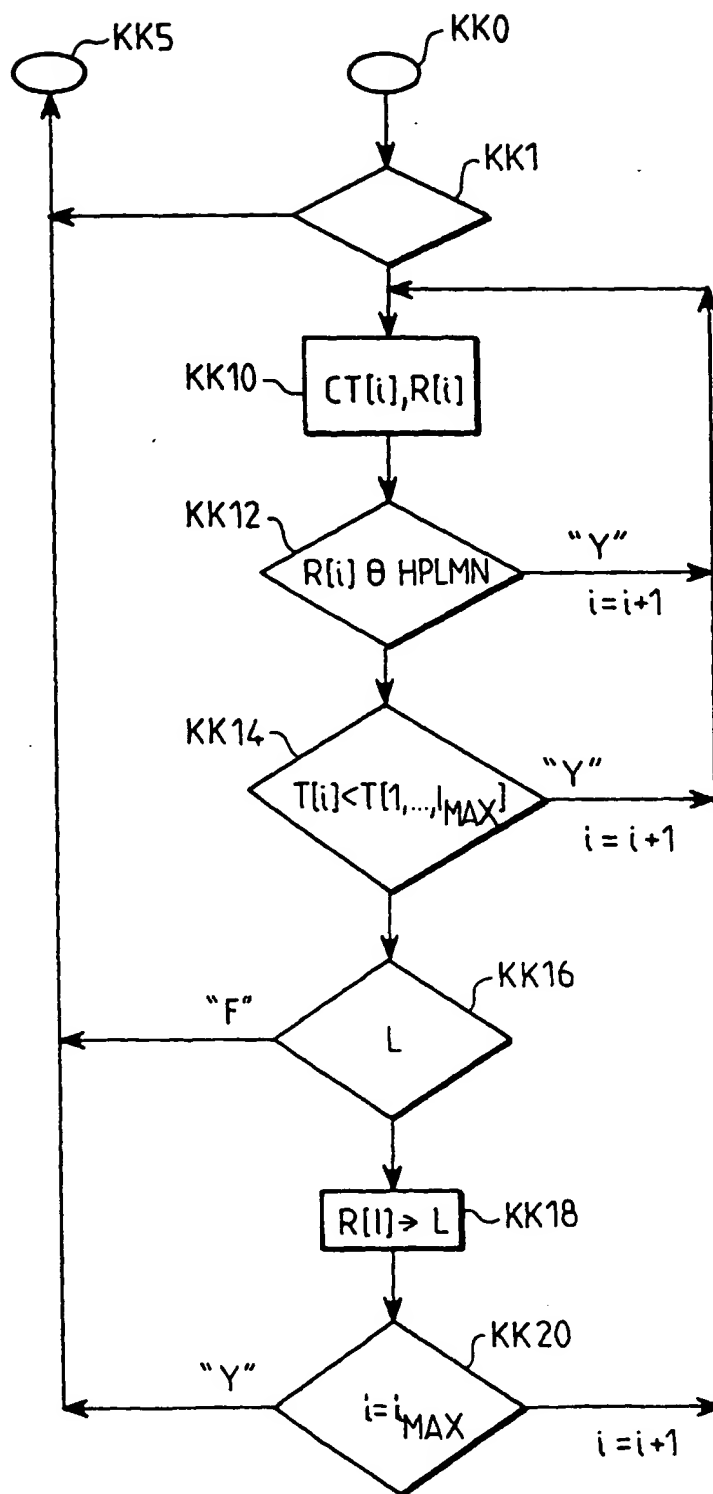 KK5
KK0
KK1
KK10
CT[i],R[i]
KK12
R[i] θ HPLMN
"Y"
i=i+1
KK14
T[i]<T[1,...,IMAX]
"Y"
i=i+1
KK16
"F"
L
R[I]→L
KK18
KK20
"Y"
i=iMAX
i=i+1